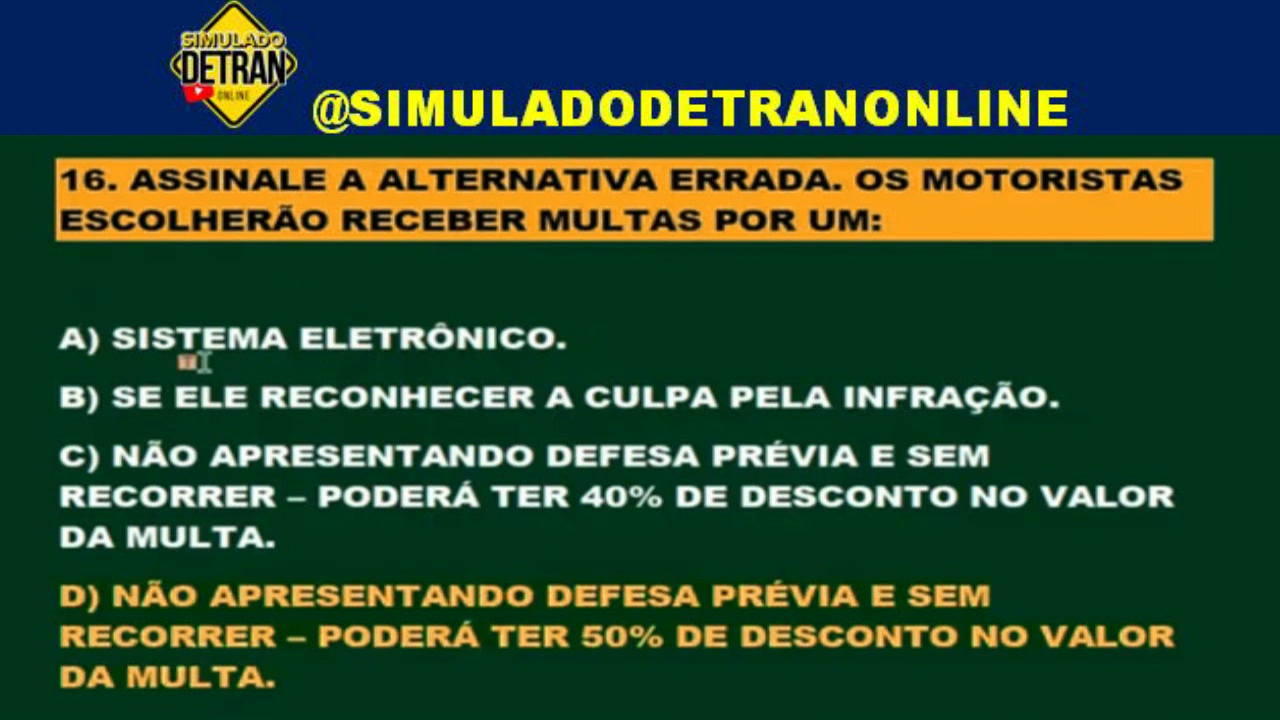 SIMULADO
DETRAN
ONLINE
@SIMULADODETRANONLINE
16. ASSINALE A ALTERNATIVA ERRADA. OS MOTORISTAS
ESCOLHERÃO RECEBER MULTAS POR UM:
A) SISTEMA ELETRÔNICO.
B) SE ELE RECONHECER A CULPA PELA INFRAÇÃO.
C) NÃO APRESENTANDO DEFESA PRÉVIA E SEM
RECORRER – PODERÁ TER 40% DE DESCONTO NO VALOR
DA MULTA.
D) NÃO APRESENTANDO DEFESA PRÉVIA E SEM
RECORRER – PODERÁ TER 50% DE DESCONTO NO VALOR
DA MULTA.